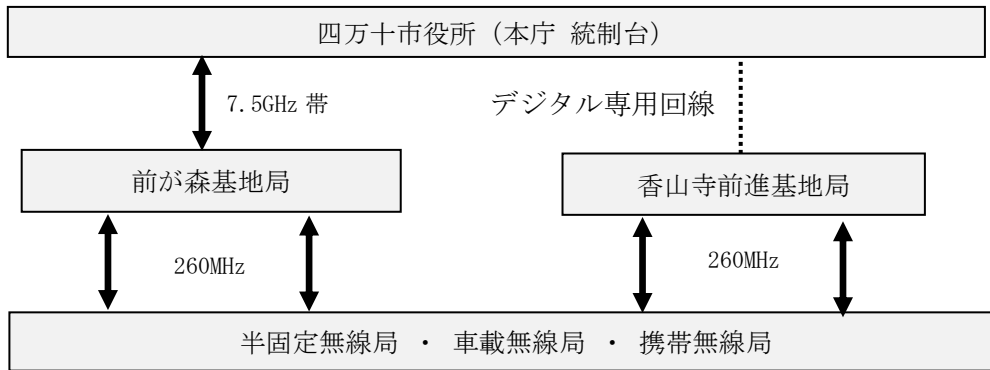 四万十市役所（本庁 統制台）
7.5GHz 帯
デジタル専用回線
前が森基地局
香山寺前進基地局
260MHz
260MHz
半固定無線局 ・ 車載無線局 ・ 携帯無線局